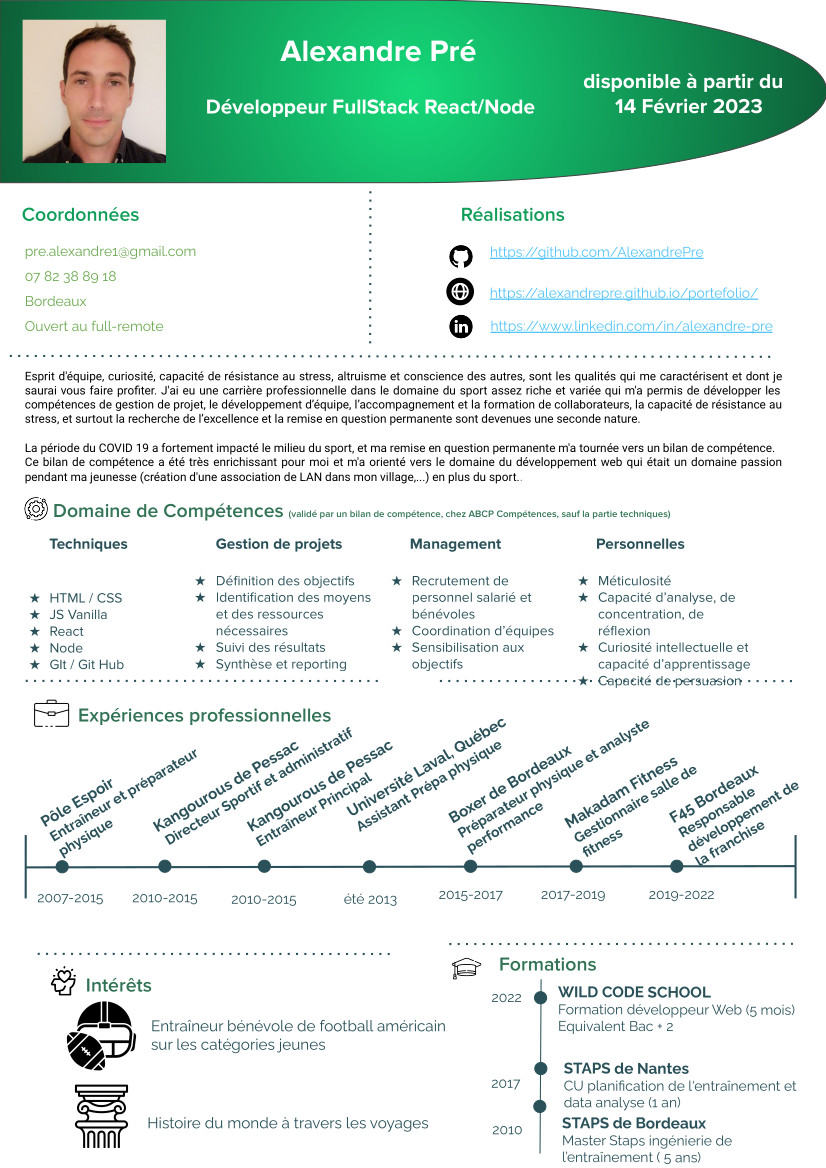 Alexandre Pré
Développeur FullStack React/Node
disponible à partir du
14 Février 2023
Coordonnées
pre.alexandre1@gmail.com
07 82 38 89 18
Bordeaux
Ouvert au full-remote
Réalisations
https://github.com/AlexandrePre
https://alexandrepre.github.io/portefolio/
https://www.linkedin.com/in/alexandre-pre
Esprit d'équipe, curiosité, capacité de résistance au stress, altruisme et conscience des autres, sont les qualités qui me caractérisent et dont je
saurai vous faire profiter. J'ai eu une carrière professionnelle dans le domaine du sport assez riche et variée qui m'a permis de développer les
compétences de gestion de projet, le développement d'équipe, l'accompagnement et la formation de collaborateurs, la capacité de résistance au
stress, et surtout la recherche de l'excellence et la remise en question permanente sont devenues une seconde nature.
La période du COVID 19 a fortement impacté le milieu du sport, et ma remise en question permanente m'a tournée vers un bilan de compétence.
Ce bilan de compétence a été très enrichissant pour moi et m'a orienté vers le domaine du développement web qui était un domaine passion
pendant ma jeunesse (création d'une association de LAN dans mon village,...) en plus du sport..
Domaine de Compétences (validé par un bilan de compétence, chez ABCP Compétences, sauf la partie techniques)
Techniques
★ HTML / CSS
★ JS Vanilla
★ React
★ Node
★ GIt / Git Hub
Gestion de projets
★ Définition des objectifs
★ Identification des moyens
et des ressources
nécessaires
★ Suivi des résultats
★ Synthèse et reporting
Management
★ Recrutement de
personnel salarié et
bénévoles
★ Coordination d'équipes
★ Sensibilisation aux
objectifs
Personnelles
★ Méticulosité
★ Capacité d'analyse, de
concentration, de
réflexion
★ Curiosité intellectuelle et
capacité d'apprentissage
★ Capacité de persuasion
Expériences professionnelles
Pôle Espoir
Entraîneur et préparateur
physique
2007-2015
Kangourous de Pessac
Directeur Sportif et administratif
2010-2015
Kangourous de Pessac
Entraîneur Principal
2010-2015
Université Laval, Québec
Assistant Prépa physique
été 2013
Boxer de Bordeaux
Préparateur physique et analyste
performance
2015-2017
Makadam Fitness
Gestionnaire salle de
fitness
2017-2019
F45 Bordeaux
Responsable
développement de
la franchise
2019-2022
Intérêts
Entraîneur bénévole de football américain
sur les catégories jeunes
Histoire du monde à travers les voyages
Formations
2022
WILD CODE SCHOOL
Formation développeur Web (5 mois)
Equivalent Bac + 2
2017
STAPS de Nantes
CU planification de l'entraînement et
data analyse (1 an)
2010
STAPS de Bordeaux
Master Staps ingénierie de
l'entraînement ( 5 ans)